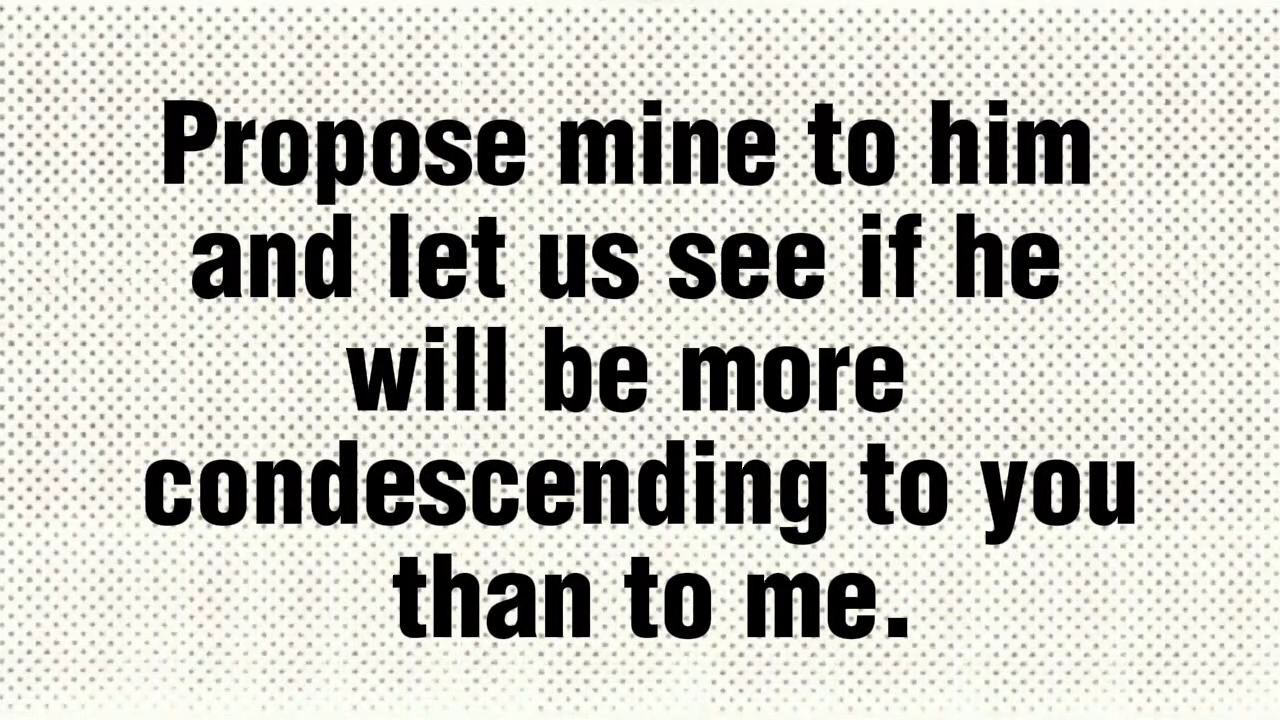 Propose mine to him
and let us see if he
will be more
condescending to you
than to me.